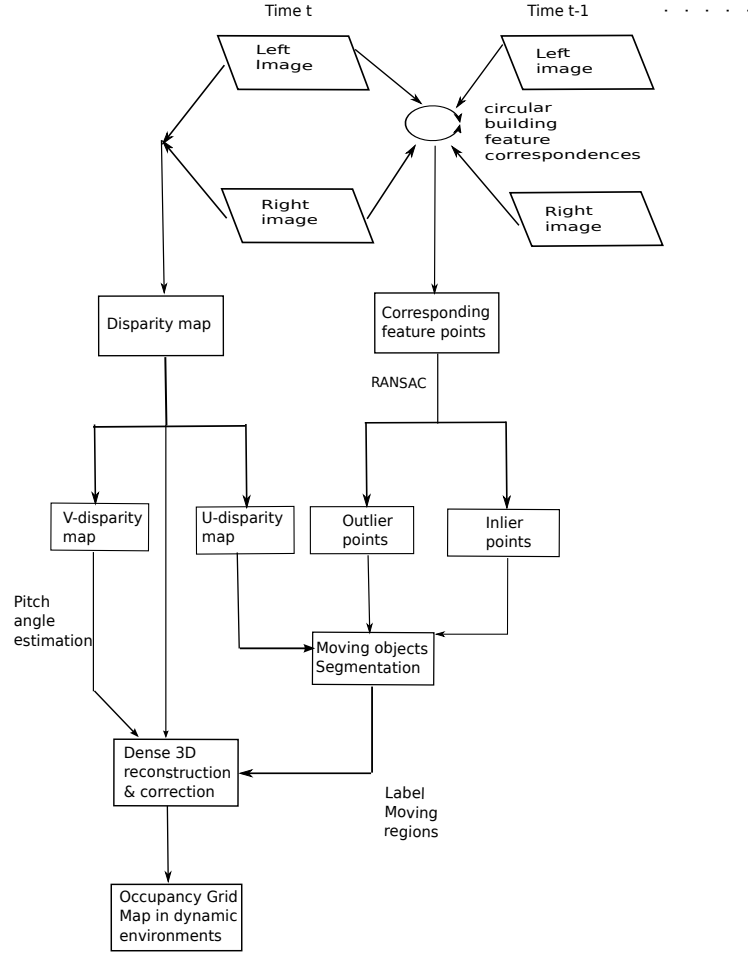 Time t
Time t-1
. . . . .
Left
Image
Left
image
circular
building
feature
correspondences
Right
image
Right
image
Disparity map
Corresponding
feature points
RANSAC
V-disparity
map
U-disparity
map
Outlier
points
Inlier
points
Pitch
angle
estimation
Moving objects
Segmentation
Dense 3D
reconstruction
& correction
Label
Moving
regions
Occupancy Grid
Map in dynamic
environments